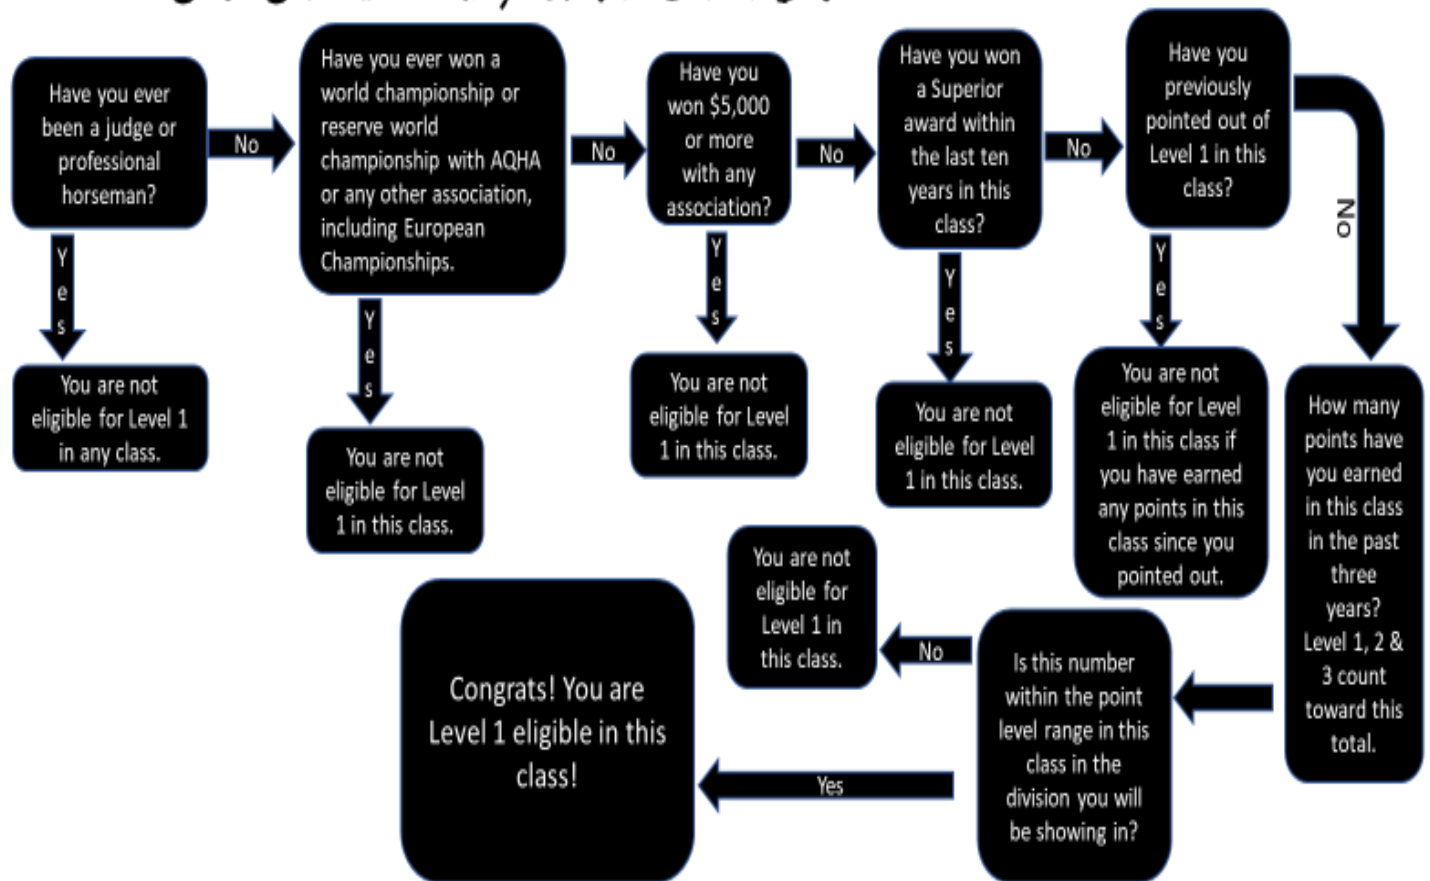 Have you ever
been a judge or
professional
horseman?
No
Yes
You are not
eligible for Level 1
in any class.
Have you ever won a
world championship or
reserve world
championship with AQHA
or any other association,
including European
Championships.
No
Yes
You are not
eligible for Level
1 in this class.
Have you
won $5,000
or more
with any
association?
No
Yes
You are not
eligible for Level
1 in this class.
Have you won
a Superior
award within
the last ten
years in this
class?
No
Yes
You are not
eligible for Level
1 in this class.
Have you
previously
pointed out of
Level 1 in this
class?
No
Yes
You are not
eligible for Level
1 in this class if
you have earned
any points in this
class since you
pointed out.
How many
points have
you earned
in this class
in the past
three
years?
Level 1, 2 &
3 count
toward this
total.
Is this number
within the point
level range in this
class in the
division you will
be showing in?
No
You are not
eligible for
Level 1 in
this class.
Yes
Congrats! You are
Level 1 eligible in this
class!